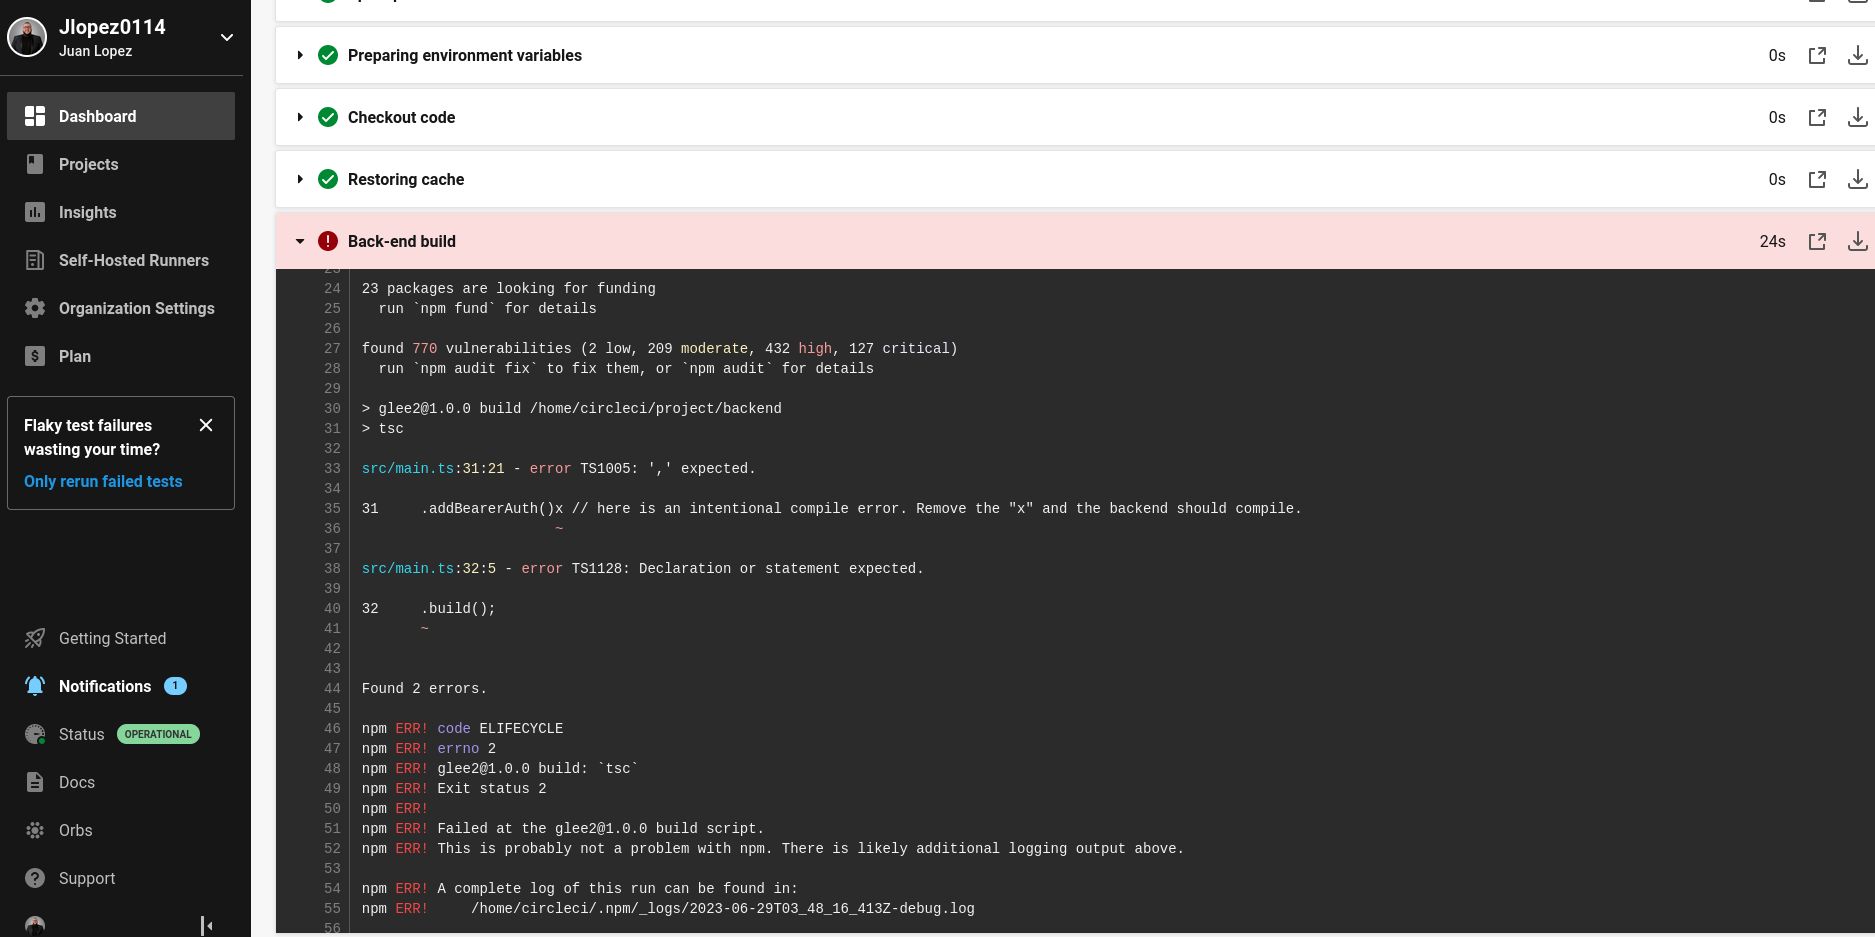 Jlopez0114
Juan Lopez
Dashboard
Projects
Insights
Self-Hosted Runners
Organization Settings
Plan
Flaky test failures
wasting your time?
Only rerun failed tests
Getting Started
Notifications 1
Status OPERATIONAL
Docs
Orbs
Support
Preparing environment variables 0s
Checkout code 0s
Restoring cache 0s
Back-end build 24s
23
24 23 packages are looking for funding
25   run `npm fund` for details
26
27 found 770 vulnerabilities (2 low, 209 moderate, 432 high, 127 critical)
28   run `npm audit fix` to fix them, or `npm audit` for details
29
30 > glee2@1.0.0 build /home/circleci/project/backend
31 > tsc
32
33 src/main.ts:31:21 - error TS1005: ',' expected.
34
35 31     .addBearerAuth()x // here is an intentional compile error. Remove the "x" and the backend should compile.
36                        ~
37
38 src/main.ts:32:5 - error TS1128: Declaration or statement expected.
39
40 32     .build();
41        ~
42
43
44 Found 2 errors.
45
46 npm ERR! code ELIFECYCLE
47 npm ERR! errno 2
48 npm ERR! glee2@1.0.0 build: `tsc`
49 npm ERR! Exit status 2
50 npm ERR!
51 npm ERR! Failed at the glee2@1.0.0 build script.
52 npm ERR! This is probably not a problem with npm. There is likely additional logging output above.
53
54 npm ERR! A complete log of this run can be found in:
55 npm ERR!     /home/circleci/.npm/_logs/2023-06-29T03_48_16_413Z-debug.log
56